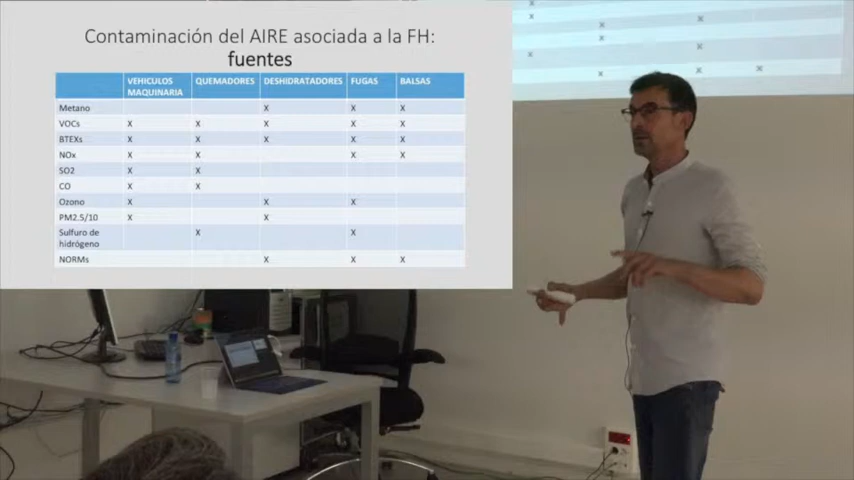 Contaminación del AIRE asociada a la FH:
fuentes
VEHICULOS MAQUINARIA QUEMADORES DESHIDRATADORES FUGAS BALSAS
Metano X X X
VOCs X X X X X
BTEXs X X X X X
NOx X X X X
SO2 X X
CO X X
Ozono X X X
PM2.5/10 X X
Sulfuro de hidrógeno X X
NORMs X X X
x
x x
x
x
x
x x x